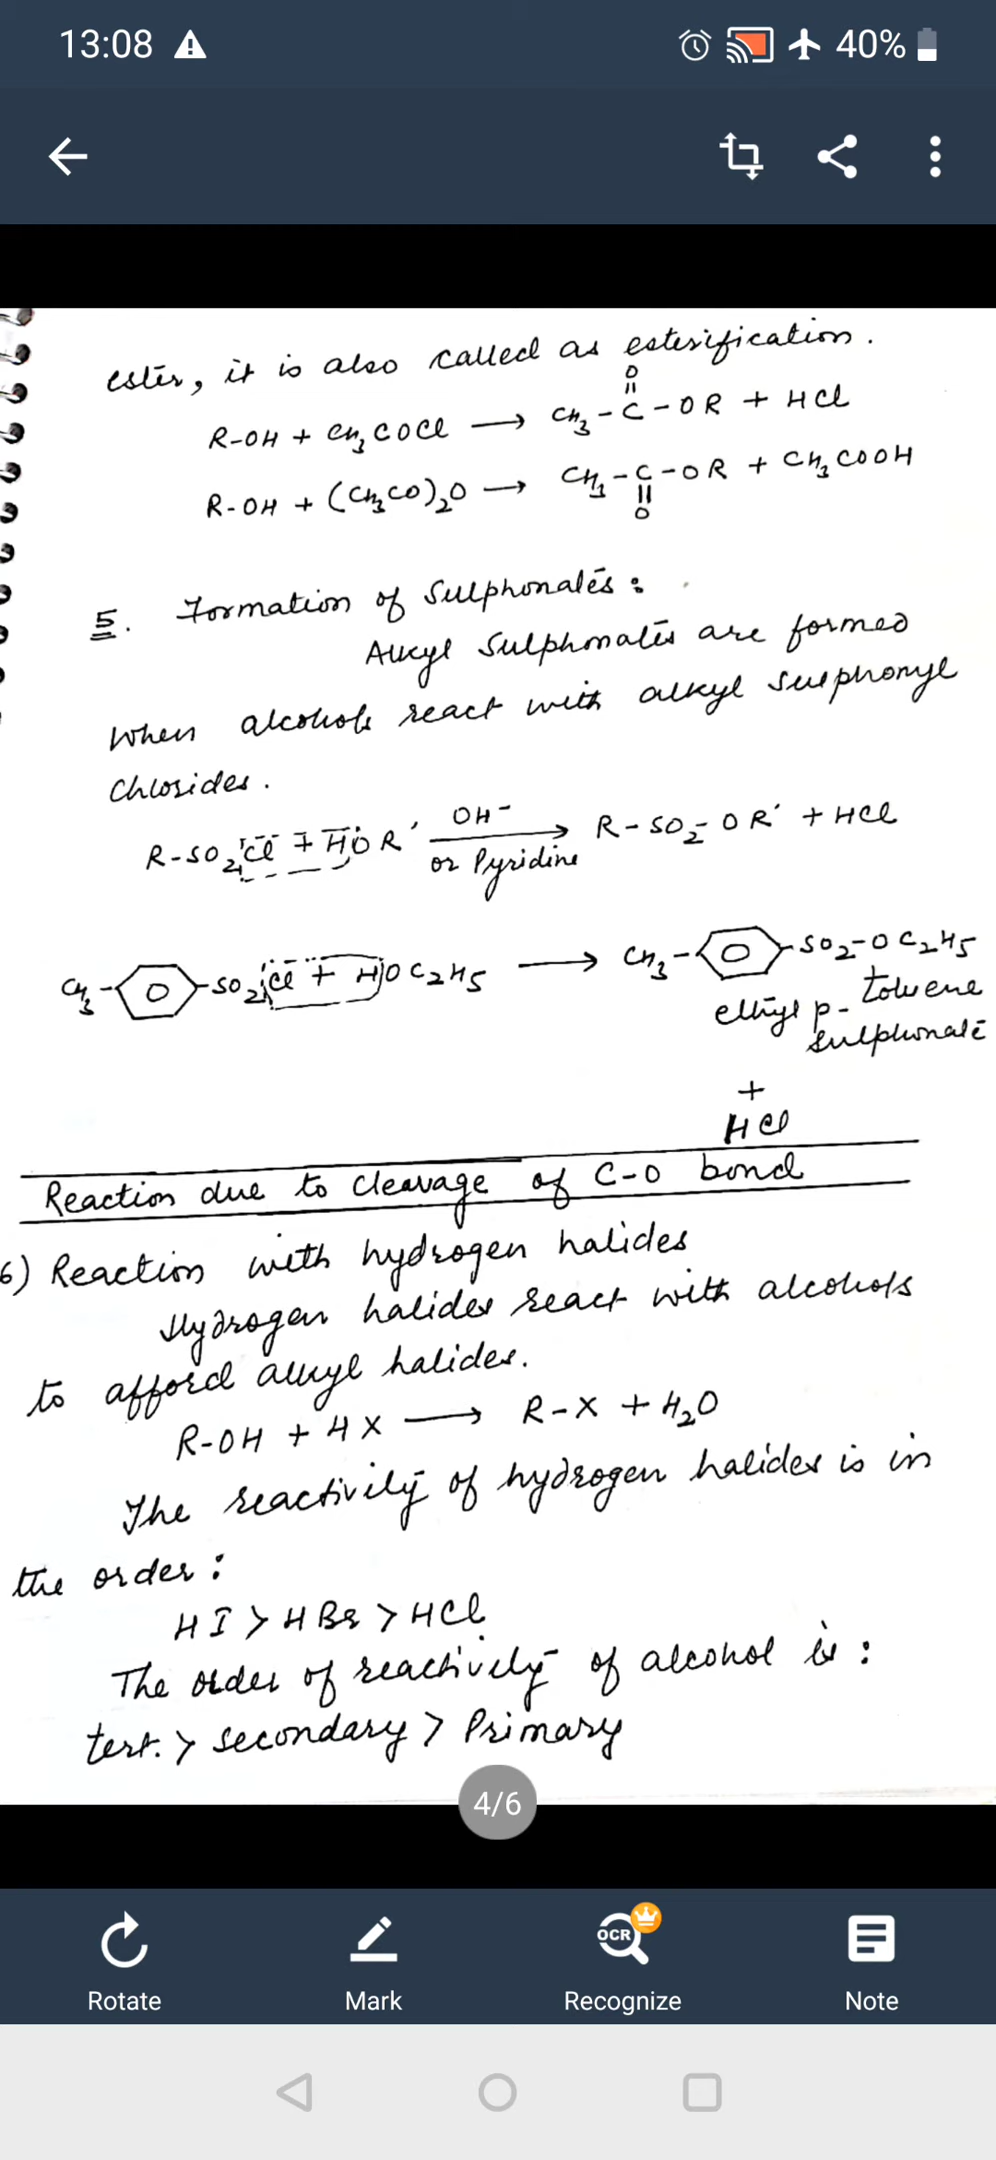 13:08 40%
ester, it is also called as esterification.
R-OH + CH₃COCl ⟶ CH₃-C-OR + HCl
O
R-OH + (CH₃CO)₂O ⟶ CH₃-C-OR + CH₃COOH
O
5. Formation of Sulphonates:
Alkyl Sulphonates are formed
when alcohols react with alkyl sulphonyl
chlorides.
R-SO₂Cl + HOR' OH⁻ or Pyridine ⟶ R-SO₂-OR' + HCl
CH₃-⌬-SO₂Cl + HOC₂H₅ ⟶ CH₃-⌬-SO₂-OC₂H₅
ethyl p-toluene
sulphonate
+
HCl
Reaction due to cleavage of C-O bond
6) Reaction with hydrogen halides
Hydrogen halides react with alcohols
to afford alkyl halides.
R-OH + HX ⟶ R-X + H₂O
The reactivity of hydrogen halides is in
the order:
HI > HBr > HCl
The order of reactively of alcohol is:
tert. > secondary > Primary
4/6
OCR
Rotate Mark Recognize Note